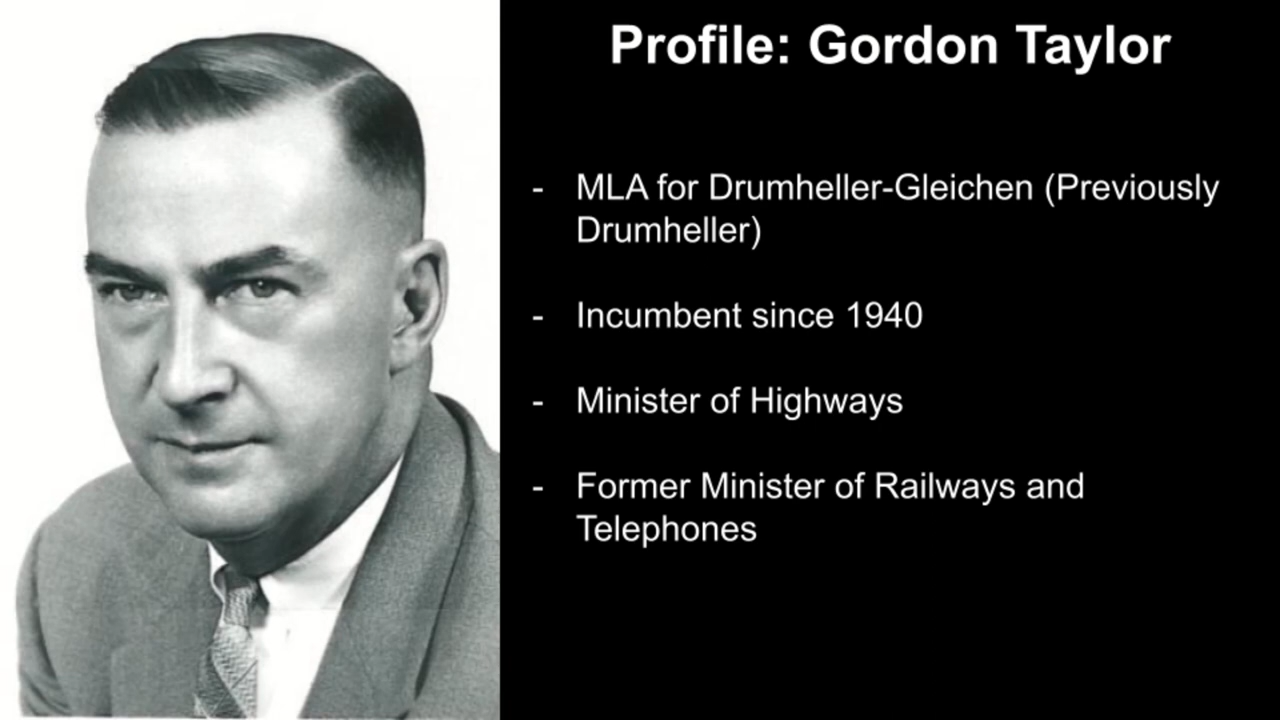 Profile: Gordon Taylor
- MLA for Drumheller-Gleichen (Previously
Drumheller)
- Incumbent since 1940
- Minister of Highways
- Former Minister of Railways and
Telephones